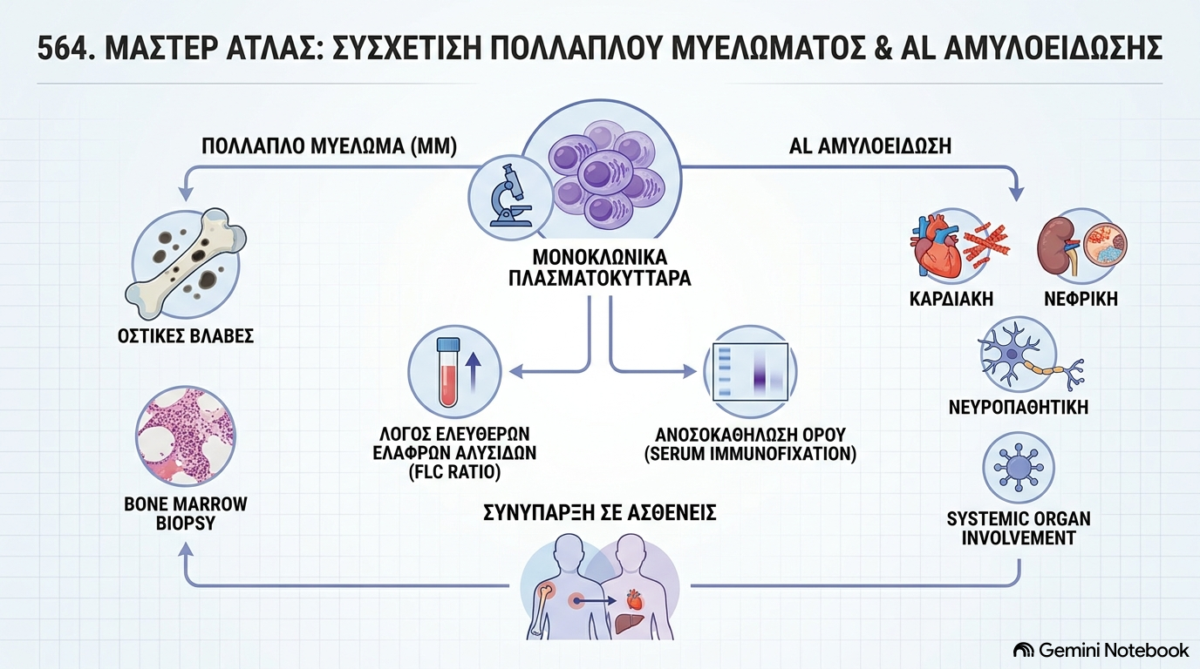 564. ΜΑΣΤΕΡ ΑΤΛΑΣ: ΣΥΣΧΕΤΙΣΗ ΠΟΛΛΑΠΛΟΥ ΜΥΕΛΩΜΑΤΟΣ & AL ΑΜΥΛΟΕΙΔΩΣΗΣ
ΠΟΛΛΑΠΛΟ ΜΥΕΛΩΜΑ (MM)
AL ΑΜΥΛΟΕΙΔΩΣΗ
ΜΟΝΟΚΛΩΝΙΚΑ
ΠΛΑΣΜΑΤΟΚΥΤΤΑΡΑ
ΟΣΤΙΚΕΣ ΒΛΑΒΕΣ
ΚΑΡΔΙΑΚΗ
ΝΕΦΡΙΚΗ
ΝΕΥΡΟΠΑΘΗΤΙΚΗ
ΛΟΓΟΣ ΕΛΕΥΘΕΡΩΝ
ΕΛΑΦΡΩΝ ΑΛΥΣΙΔΩΝ
(FLC RATIO)
ΑΝΟΣΟΚΑΘΗΛΩΣΗ ΟΡΟΥ
(SERUM IMMUNOFIXATION)
BONE MARROW
BIOPSY
SYSTEMIC ORGAN
INVOLVEMENT
ΣΥΝΥΠΑΡΞΗ ΣΕ ΑΣΘΕΝΕΙΣ
Gemini Notebook